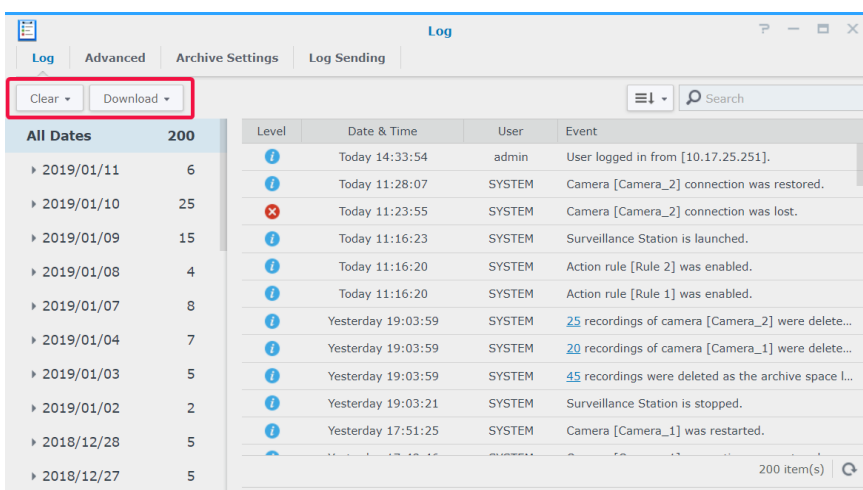 Log
Log Advanced Archive Settings Log Sending
Clear Download
Search
All Dates 200
2019/01/11 6
2019/01/10 25
2019/01/09 15
2019/01/08 4
2019/01/07 8
2019/01/04 7
2019/01/03 5
2019/01/02 2
2018/12/28 5
2018/12/27 5
Level Date & Time User Event
Today 14:33:54 admin User logged in from [10.17.25.251].
Today 11:28:07 SYSTEM Camera [Camera_2] connection was restored.
Today 11:23:55 SYSTEM Camera [Camera_2] connection was lost.
Today 11:16:23 SYSTEM Surveillance Station is launched.
Today 11:16:20 SYSTEM Action rule [Rule 2] was enabled.
Today 11:16:20 SYSTEM Action rule [Rule 1] was enabled.
Yesterday 19:03:59 SYSTEM 25 recordings of camera [Camera_2] were delete...
Yesterday 19:03:59 SYSTEM 20 recordings of camera [Camera_1] were delete...
Yesterday 19:03:59 SYSTEM 45 recordings were deleted as the archive space l...
Yesterday 19:03:21 SYSTEM Surveillance Station is stopped.
Yesterday 17:51:25 SYSTEM Camera [Camera_1] was restarted.
200 item(s)